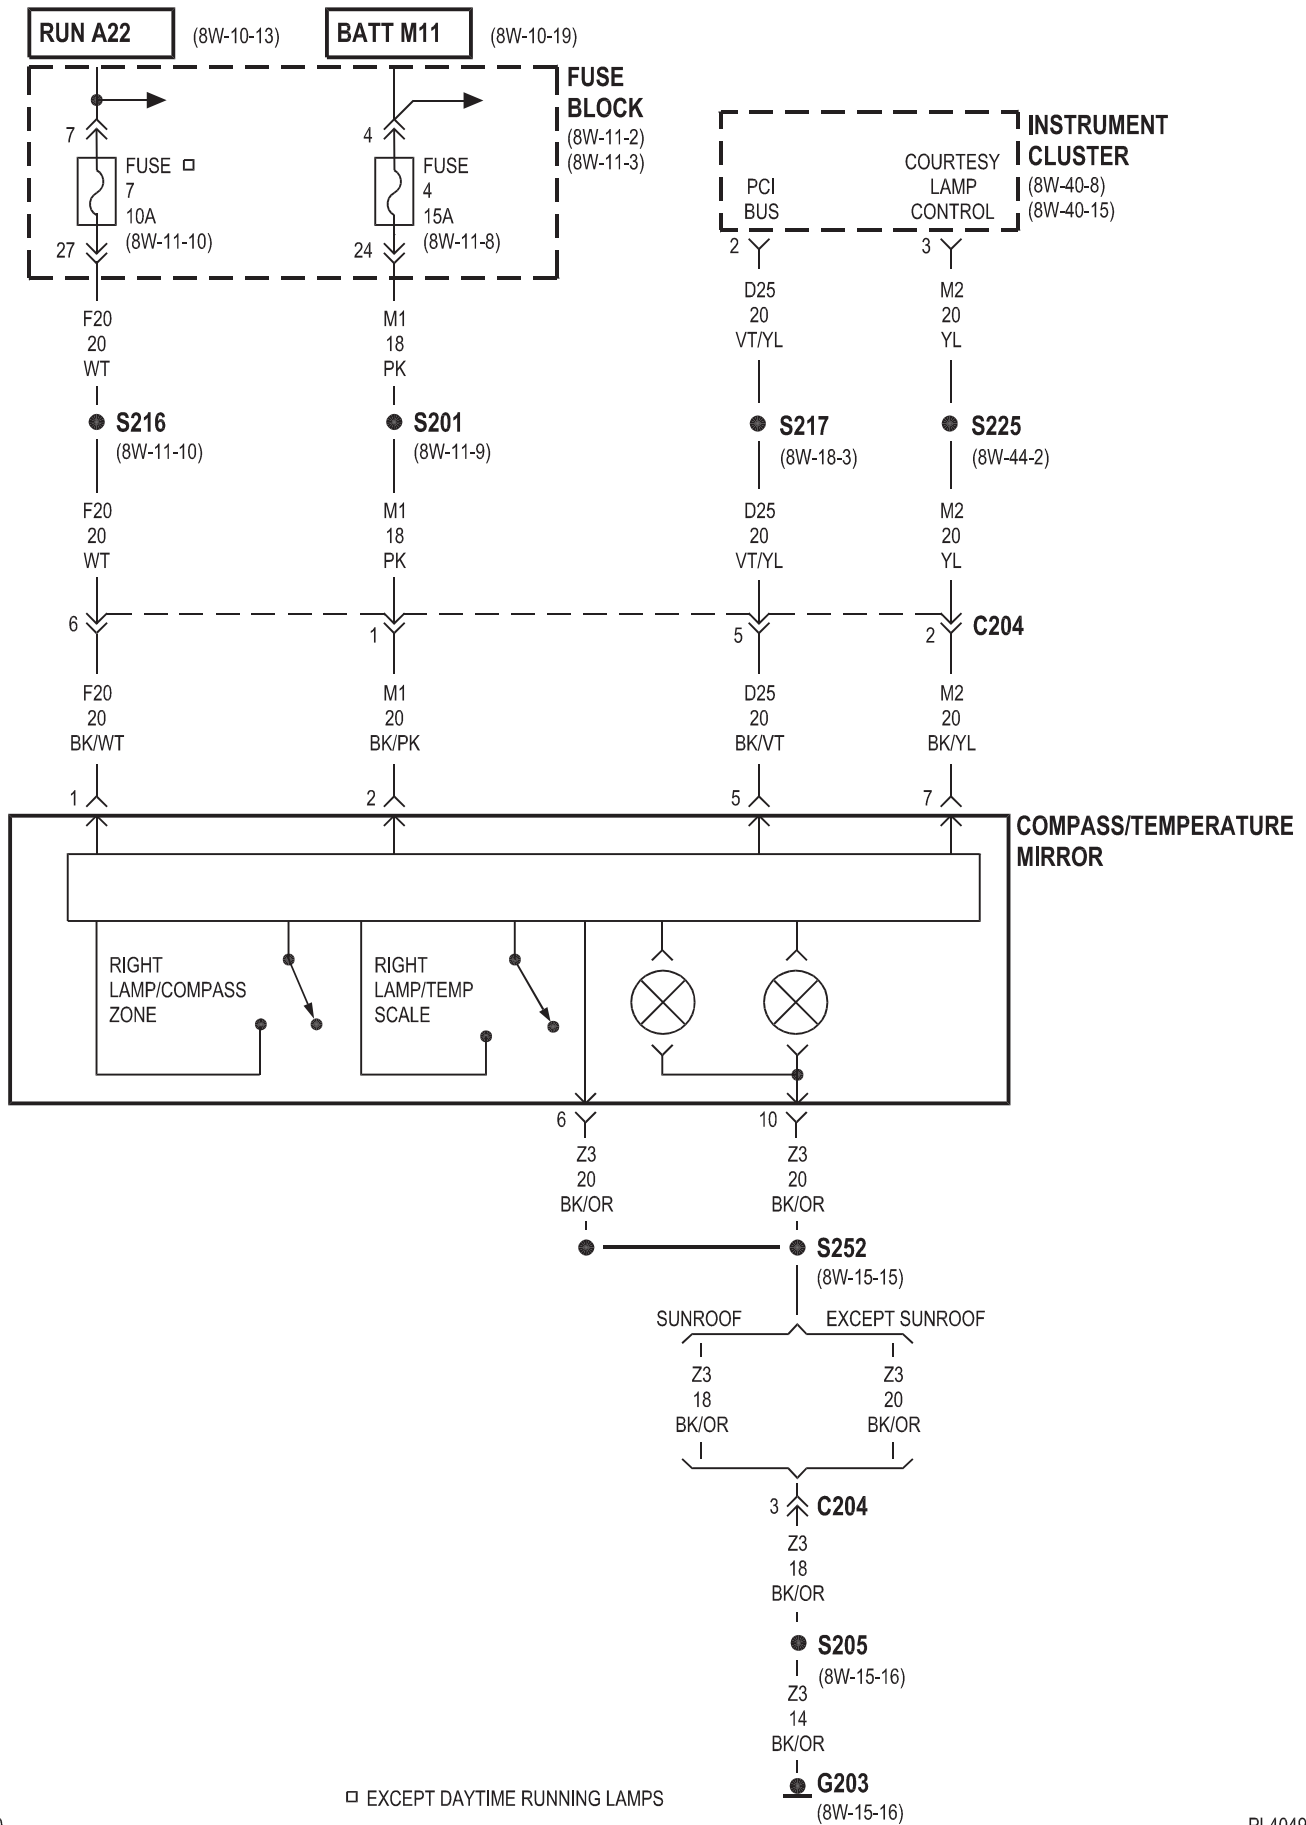 RUN A22 (8W-10-13) BATT M11 (8W-10-19)
FUSE
BLOCK
(8W-11-2)
(8W-11-3)
7
FUSE
7
10A
(8W-11-10)
27
4
FUSE
4
15A
(8W-11-8)
24
INSTRUMENT
CLUSTER
(8W-40-8)
(8W-40-15)
PCI
BUS
COURTESY
LAMP
CONTROL
2 3
F20 M1 D25 M2
20 18 20 20
WT PK VT/YL YL
S216 S201 S217 S225
(8W-11-10) (8W-11-9) (8W-18-3) (8W-44-2)
F20 M1 D25 M2
20 18 20 20
WT PK VT/YL YL
6 1 5 2 C204
F20 M1 D25 M2
20 20 20 20
BK/WT BK/PK BK/VT BK/YL
1 2 5 7
COMPASS/TEMPERATURE
MIRROR
RIGHT
LAMP/COMPASS
ZONE
RIGHT
LAMP/TEMP
SCALE
6 10
Z3 Z3
20 20
BK/OR BK/OR
S252
(8W-15-15)
SUNROOF EXCEPT SUNROOF
Z3 Z3
18 20
BK/OR BK/OR
3 C204
Z3
18
BK/OR
S205
(8W-15-16)
Z3
14
BK/OR
G203
(8W-15-16)
EXCEPT DAYTIME RUNNING LAMPS